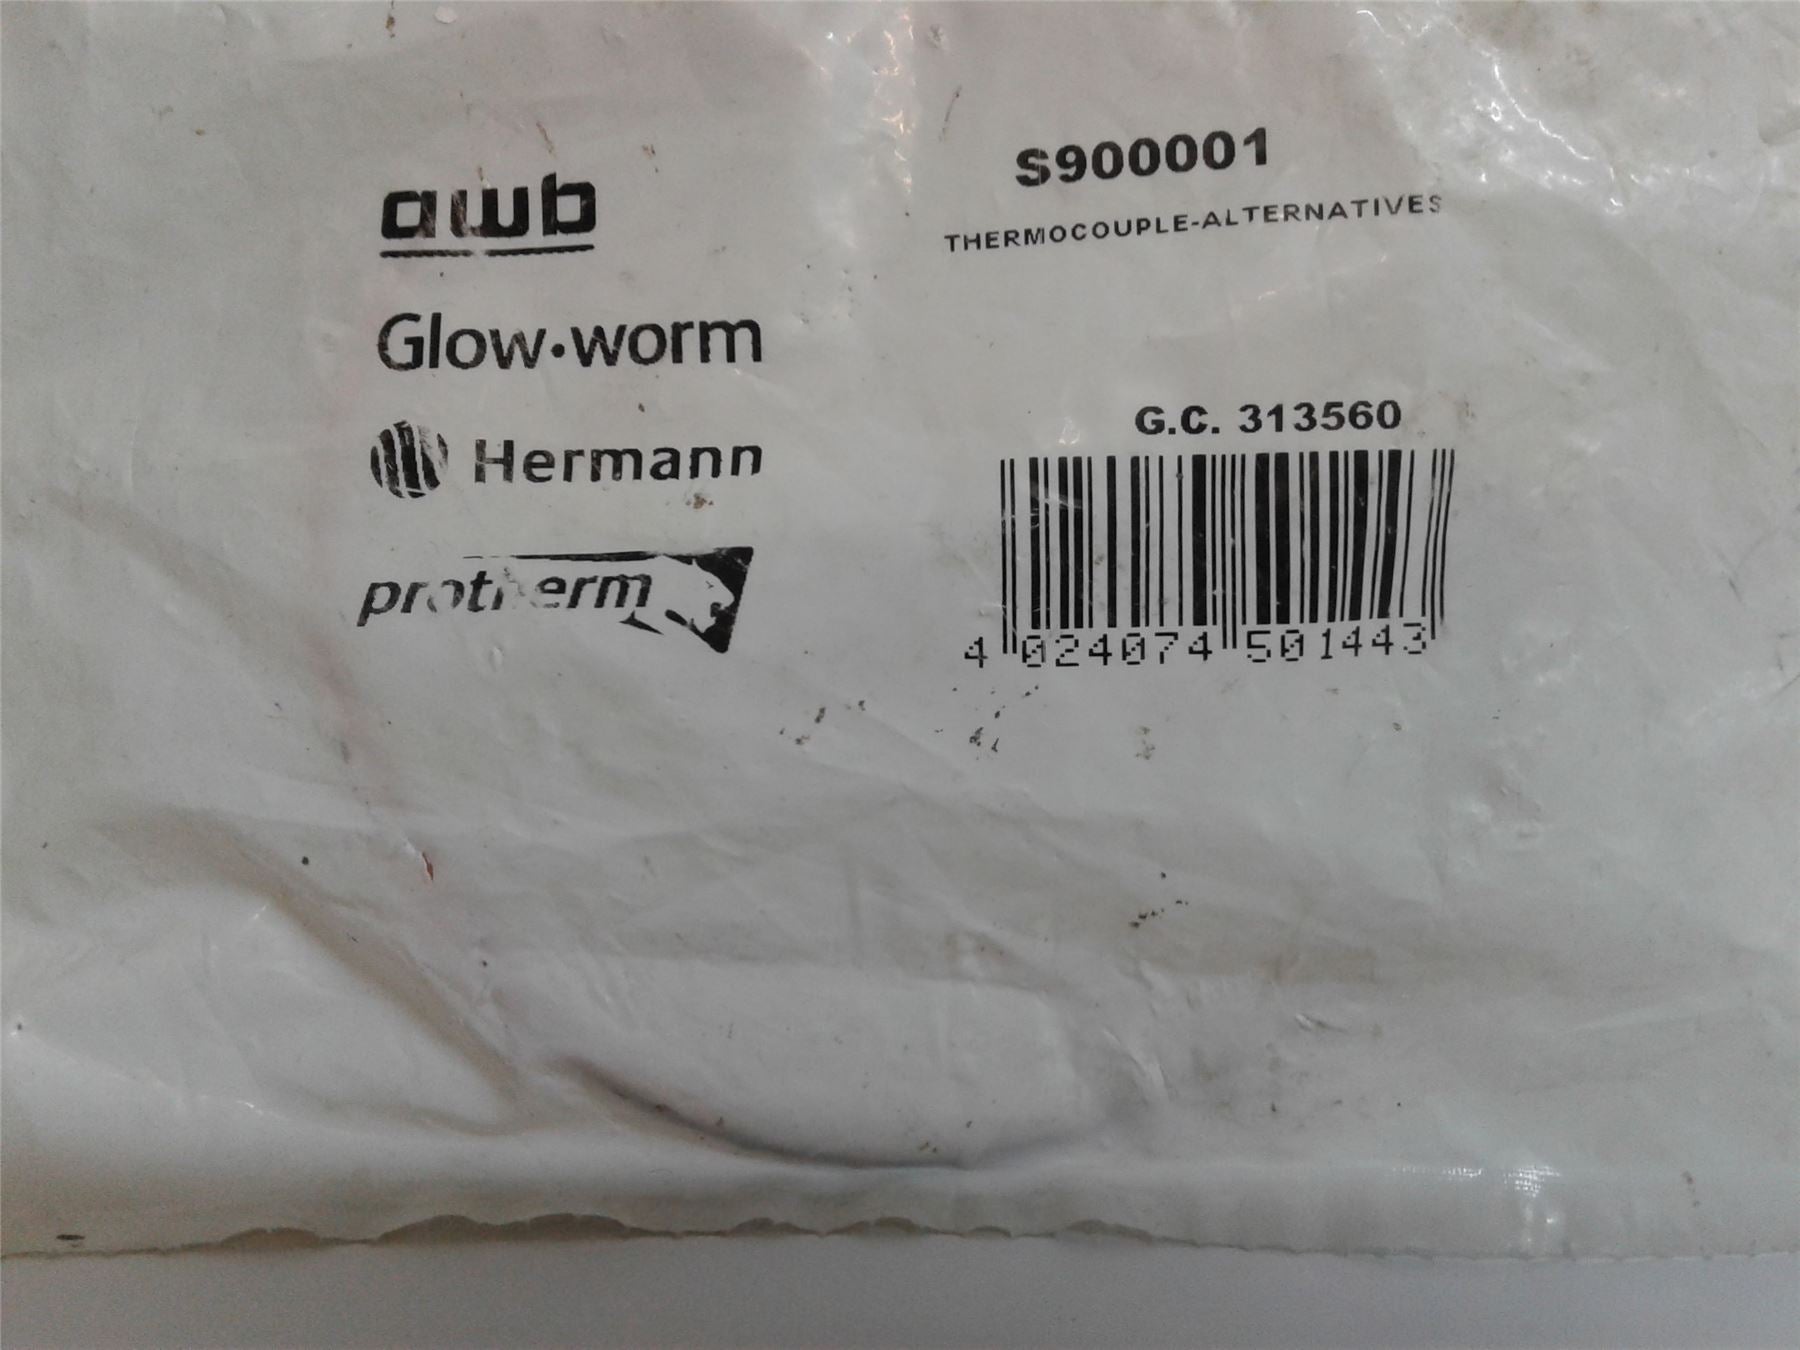 awb
Glow•worm
Hermann
protherm
S900001
THERMOCOUPLE-ALTERNATIVES
G.C. 313560
4 024074 501443